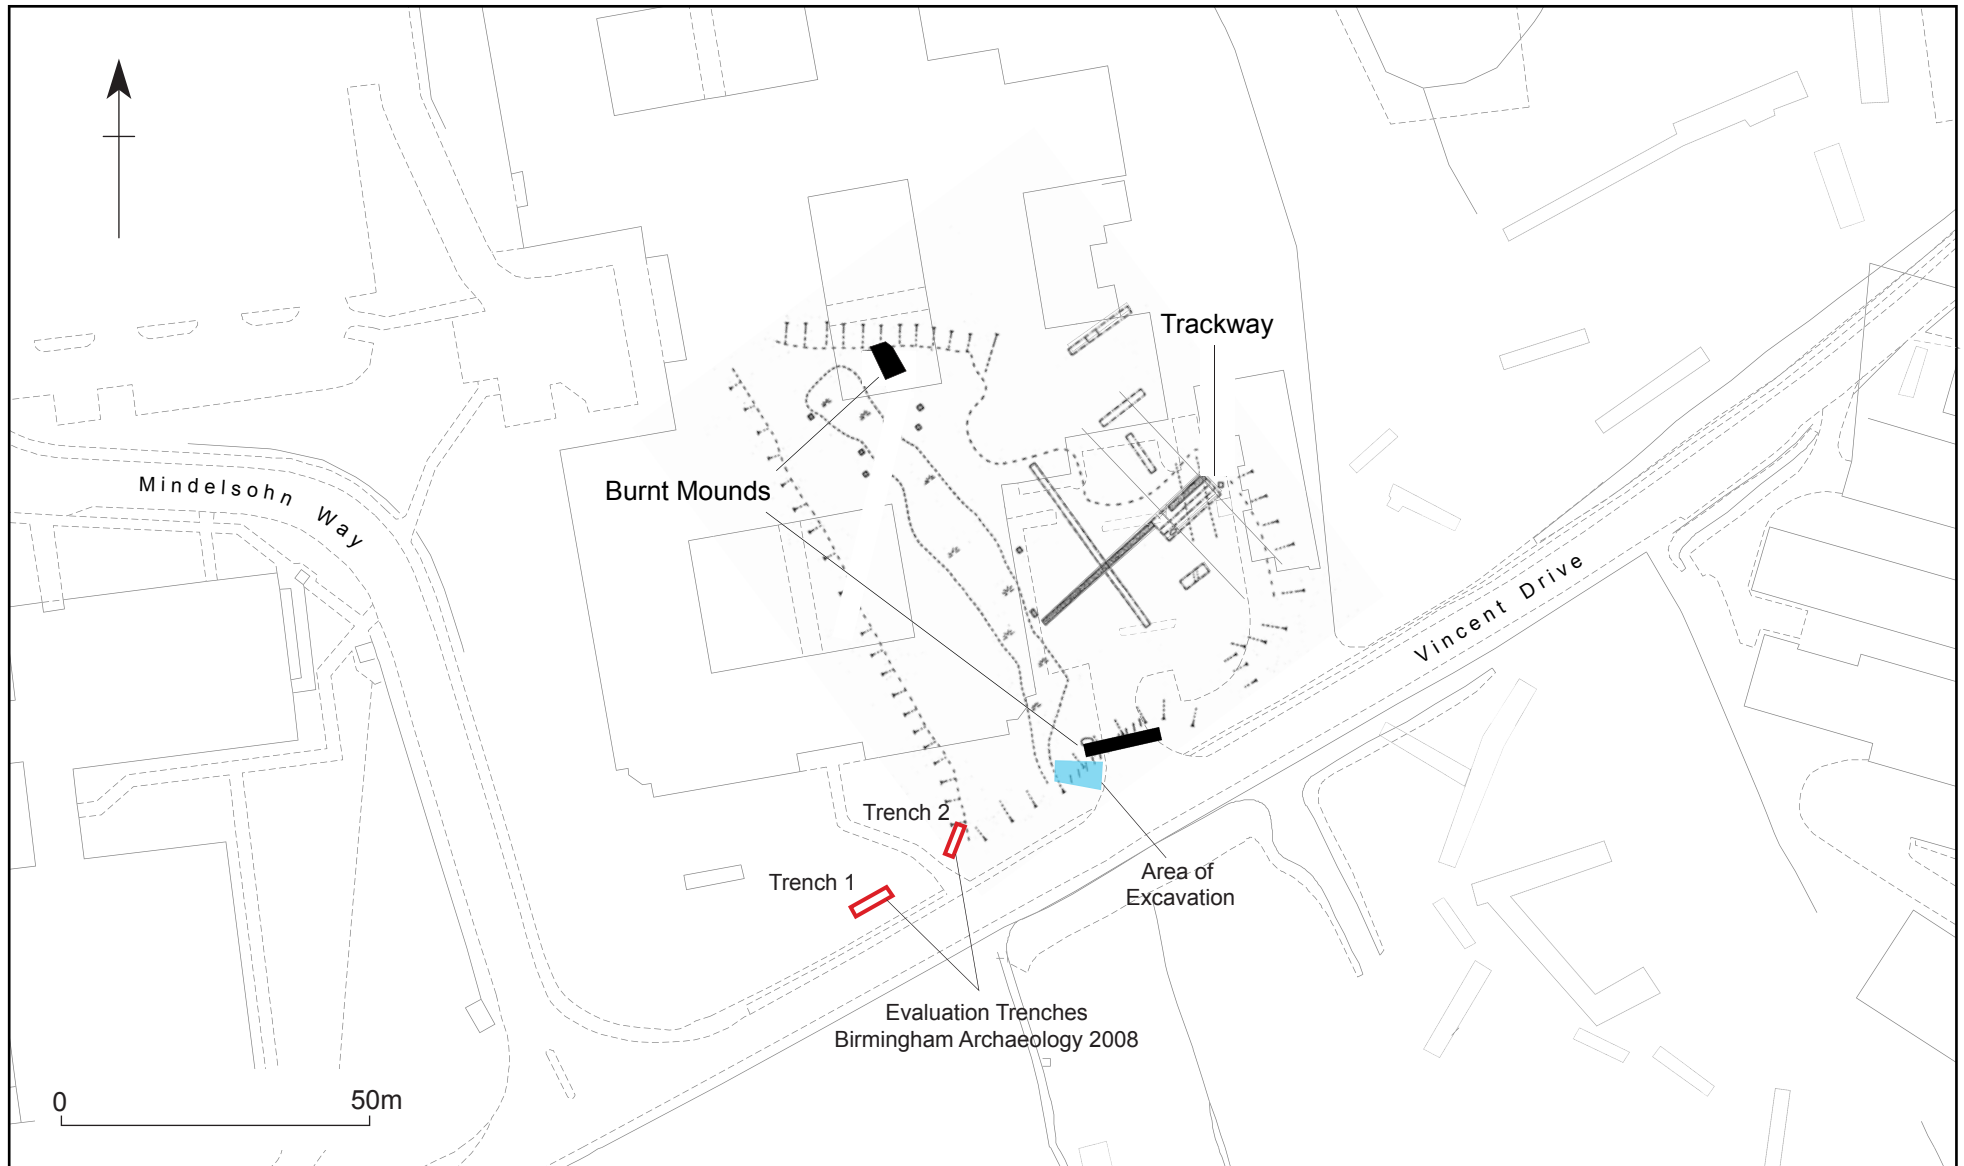 Trackway
Burnt Mounds
Mindelsohn Way
Vincent Drive
Trench 2
Trench 1
Area of
Excavation
Evaluation Trenches
Birmingham Archaeology 2008
0 50m